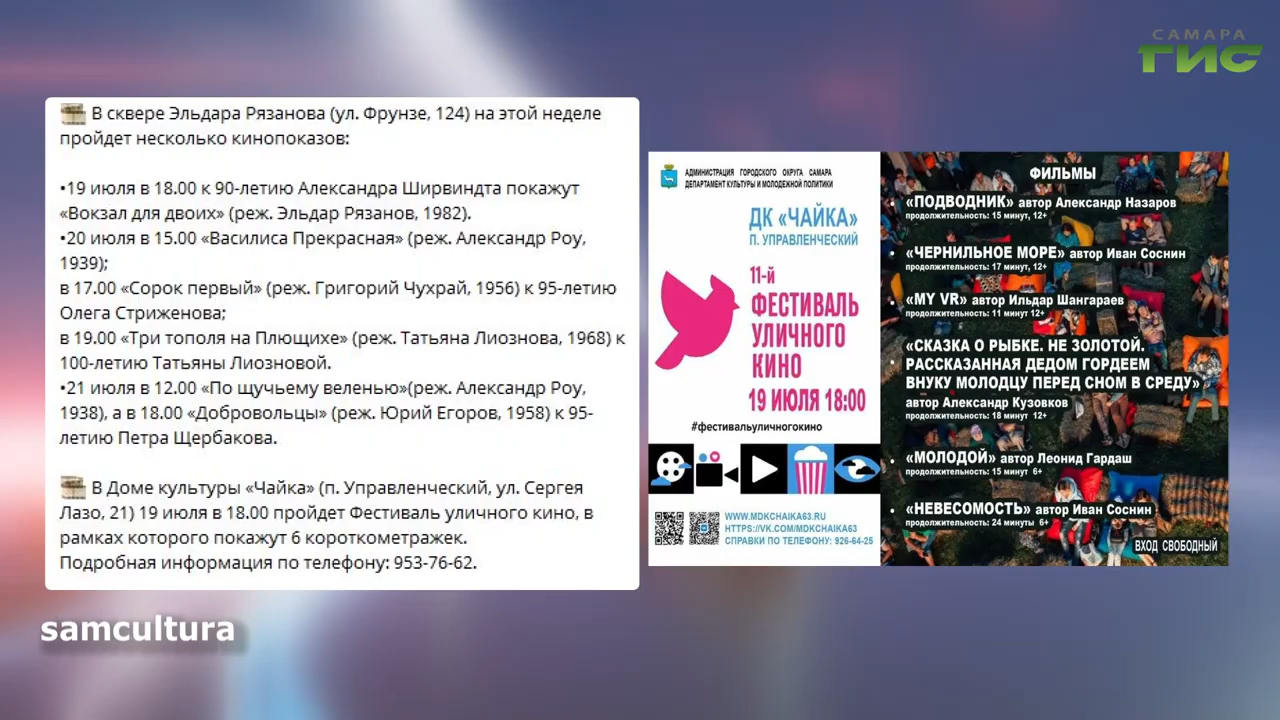 САМАРА
ГИС
В сквере Эльдара Рязанова (ул. Фрунзе, 124) на этой неделе
пройдет несколько кинопоказов:
•19 июля в 18.00 к 90-летию Александра Ширвиндта покажут
«Вокзал для двоих» (реж. Эльдар Рязанов, 1982).
•20 июля в 15.00 «Василиса Прекрасная» (реж. Александр Роу,
1939);
в 17.00 «Сорок первый» (реж. Григорий Чухрай, 1956) к 95-летию
Олега Стриженова;
в 19.00 «Три тополя на Плющихе» (реж. Татьяна Лиознова, 1968) к
100-летию Татьяны Лиозновой.
•21 июля в 12.00 «По щучьему веленью»(реж. Александр Роу,
1938), а в 18.00 «Добровольцы» (реж. Юрий Егоров, 1958) к 95-
летию Петра Щербакова.
В Доме культуры «Чайка» (п. Управленческий, ул. Сергея
Лазо, 21) 19 июля в 18.00 пройдет Фестиваль уличного кино, в
рамках которого покажут 6 короткометражек.
Подробная информация по телефону: 953-76-62.
samcultura
АДМИНИСТРАЦИЯ ГОРОДСКОГО ОКРУГА САМАРА
ДЕПАРТАМЕНТ КУЛЬТУРЫ И МОЛОДЕЖНОЙ ПОЛИТИКИ
ДК «ЧАЙКА»
П. УПРАВЛЕНЧЕСКИЙ
11-й
ФЕСТИВАЛЬ
УЛИЧНОГО
КИНО
19 ИЮЛЯ 18:00
#фестивальуличногокино
WWW.MDKCHAIKA63.RU
HTTPS://VK.COM/MDKCHAIKA63
СПРАВКИ ПО ТЕЛЕФОНУ: 926-64-25
ФИЛЬМЫ
• «ПОДВОДНИК» автор Александр Назаров
продолжительность: 15 минут, 12+
• «ЧЕРНИЛЬНОЕ МОРЕ» автор Иван Соснин
продолжительность: 17 минут, 12+
• «MY VR» автор Ильдар Шангараев
продолжительность: 11 минут 12+
• «СКАЗКА О РЫБКЕ. НЕ ЗОЛОТОЙ.
РАССКАЗАННАЯ ДЕДОМ ГОРДЕЕМ
ВНУКУ МОЛОДЦУ ПЕРЕД СНОМ В СРЕДУ»
автор Александр Кузовков
продолжительность: 18 минут 12+
• «МОЛОДОЙ» автор Леонид Гардаш
продолжительность: 15 минут 6+
• «НЕВЕСОМОСТЬ» автор Иван Соснин
продолжительность: 24 минуты 6+
ВХОД СВОБОДНЫЙ